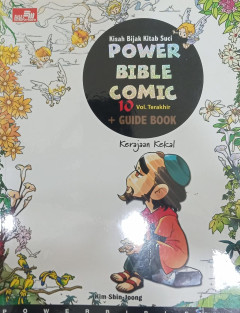 Kisah Bijak Kitab Suci
POWER
BIBLE
COMIC
10 Vol. Terakhir
+ GUIDE BOOK
Kerajaan Kekal
Kim Shin-Joong